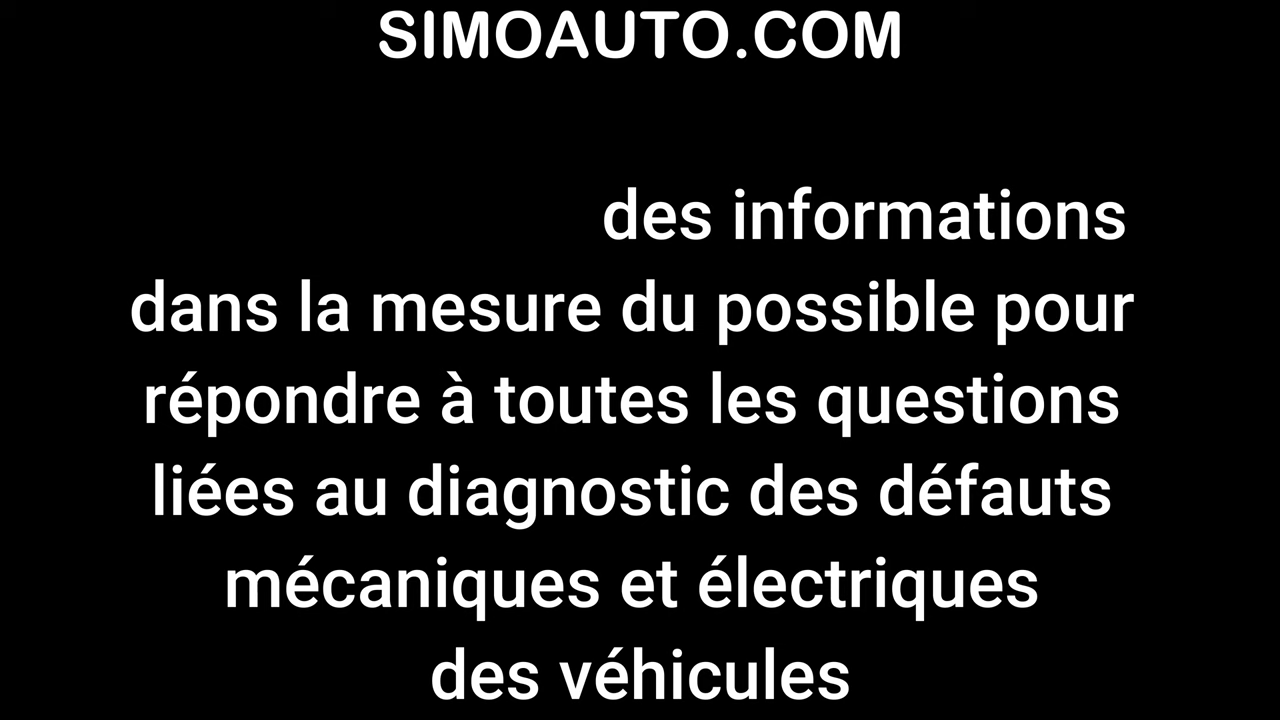 SIMOAUTO.COM
des informations
dans la mesure du possible pour
répondre à toutes les questions
liées au diagnostic des défauts
mécaniques et électriques
des véhicules